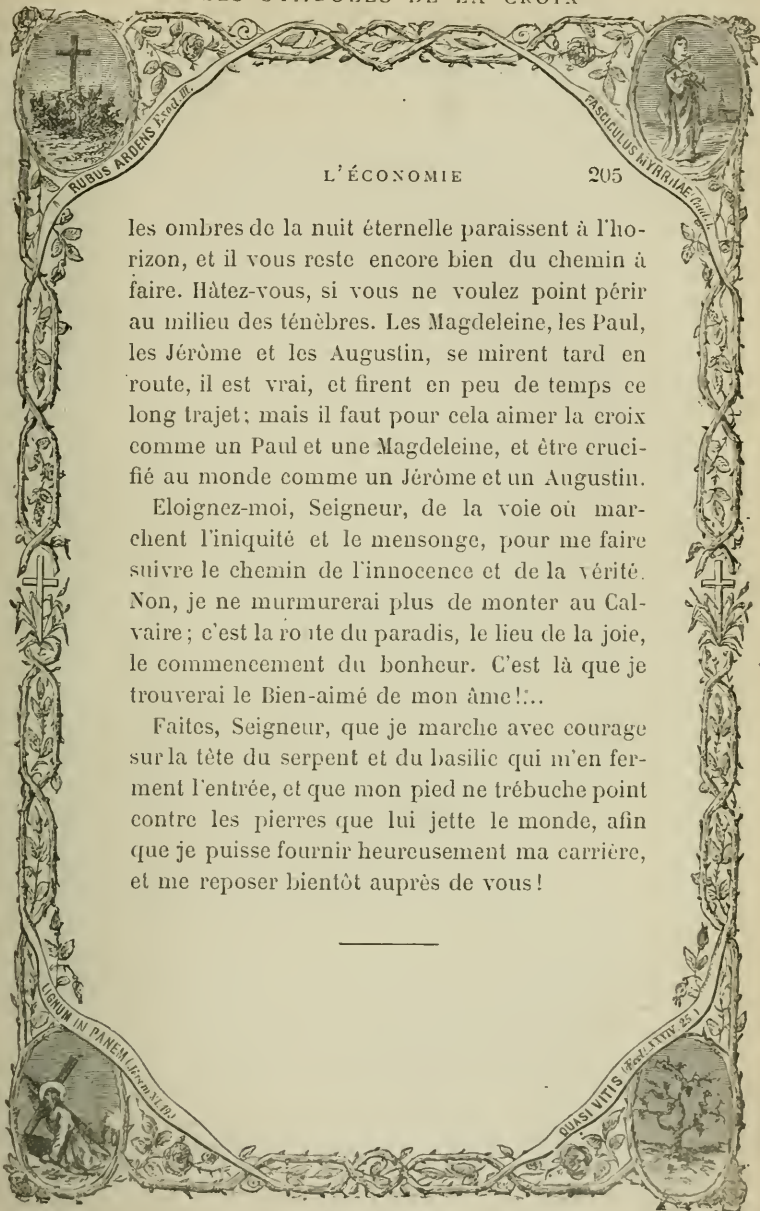 DE LA CROIX
RUBUS ARDENS Exod. III.
FASCICULUS MYRRHAE
L'ÉCONOMIE 205
les ombres de la nuit éternelle paraissent à l'ho-
rizon, et il vous reste encore bien du chemin à
faire. Hâtez-vous, si vous ne voulez point périr
au milieu des ténèbres. Les Magdeleine, les Paul,
les Jérôme et les Augustin, se mirent tard en
route, il est vrai, et firent en peu de temps ce
long trajet; mais il faut pour cela aimer la croix
comme un Paul et une Magdeleine, et être cruci-
fié au monde comme un Jérôme et un Augustin.
Eloignez-moi, Seigneur, de la voie où mar-
chent l'iniquité et le mensonge, pour me faire
suivre le chemin de l'innocence et de la vérité.
Non, je ne murmurerai plus de monter au Cal-
vaire; c'est la ro te du paradis, le lieu de la joie,
le commencement du bonheur. C'est là que je
trouverai le Bien-aimé de mon âme!...
Faites, Seigneur, que je marche avec courage
sur la tête du serpent et du basilic qui m'en fer-
ment l'entrée, et que mon pied ne trébuche point
contre les pierres que lui jette le monde, afin
que je puisse fournir heureusement ma carrière,
et me reposer bientôt auprès de vous!
LIGNUM IN PANEM
QUASI VITIS (Eccli. XXIV. 25.)